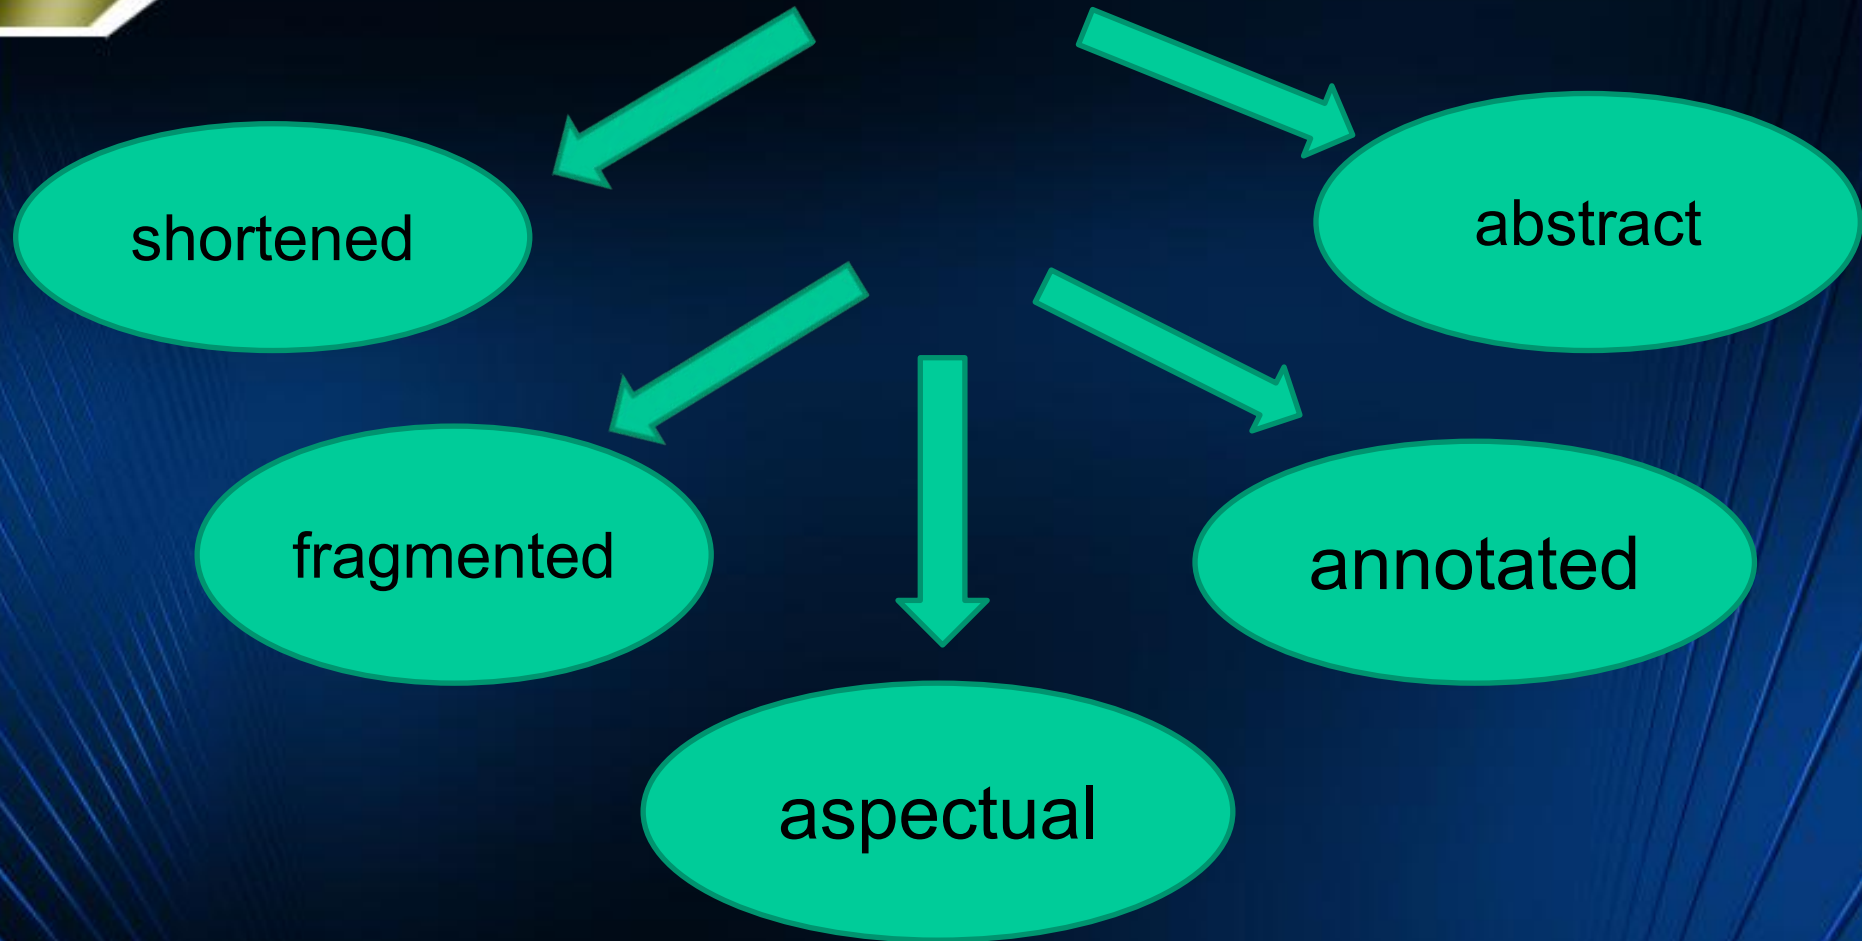 shortened
abstract
fragmented
annotated
aspectual